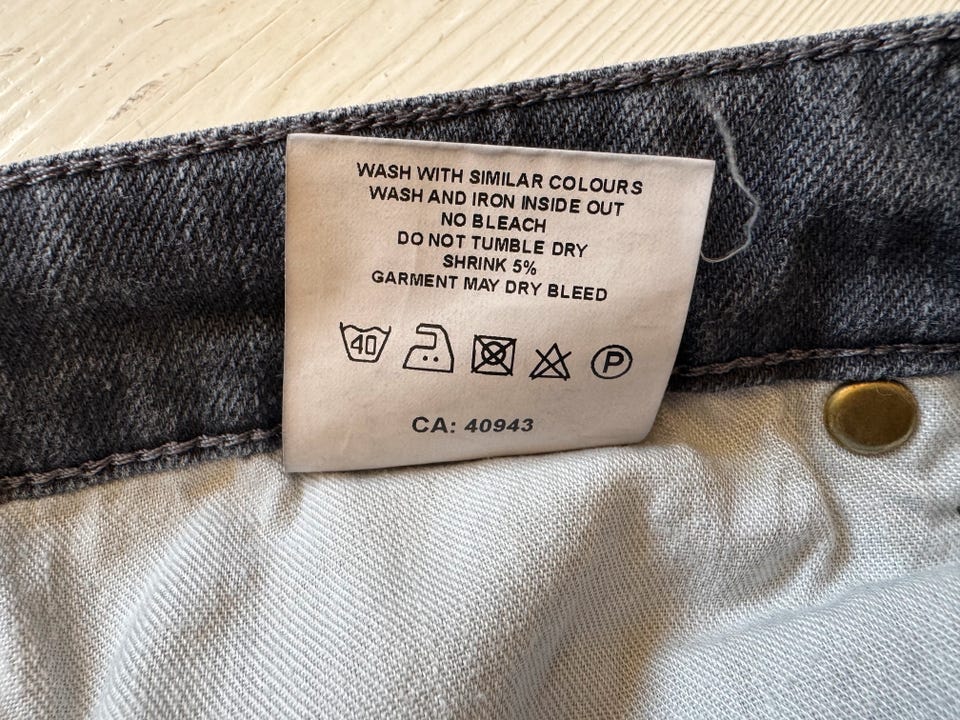 WASH WITH SIMILAR COLOURS
WASH AND IRON INSIDE OUT
NO BLEACH
DO NOT TUMBLE DRY
SHRINK 5%
GARMENT MAY DRY BLEED
40 P
CA: 40943